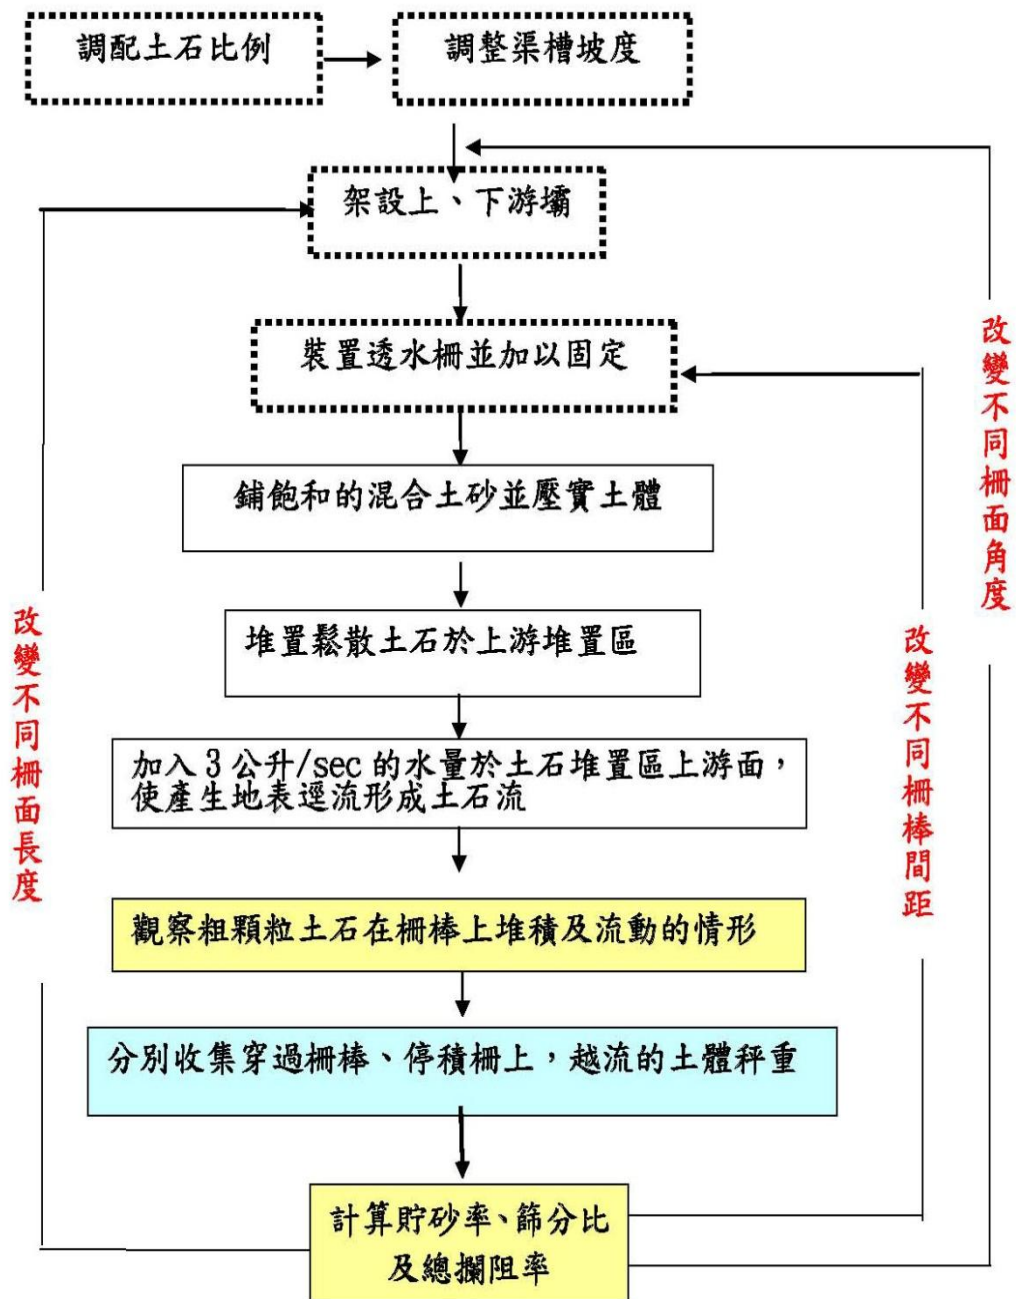 調配土石比例
調整渠槽坡度
架設上、下游壩
裝置透水柵並加以固定
鋪飽和的混合土砂並壓實土體
堆置鬆散土石於上游堆置區
加入 3 公升/sec 的水量於土石堆置區上游面，
使產生地表逕流形成土石流
觀察粗顆粒土石在柵棒上堆積及流動的情形
分別收集穿過柵棒、停積柵上，越流的土體秤重
計算貯砂率、篩分比
及總攔阻率
改變不同柵面長度
改變不同柵棒間距
改變不同柵面角度